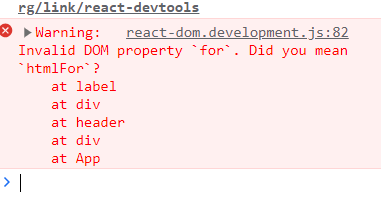 rg/link/react-devtools
Warning: react-dom.development.js:82
Invalid DOM property `for`. Did you mean
`htmlFor`?
at label
at div
at header
at div
at App